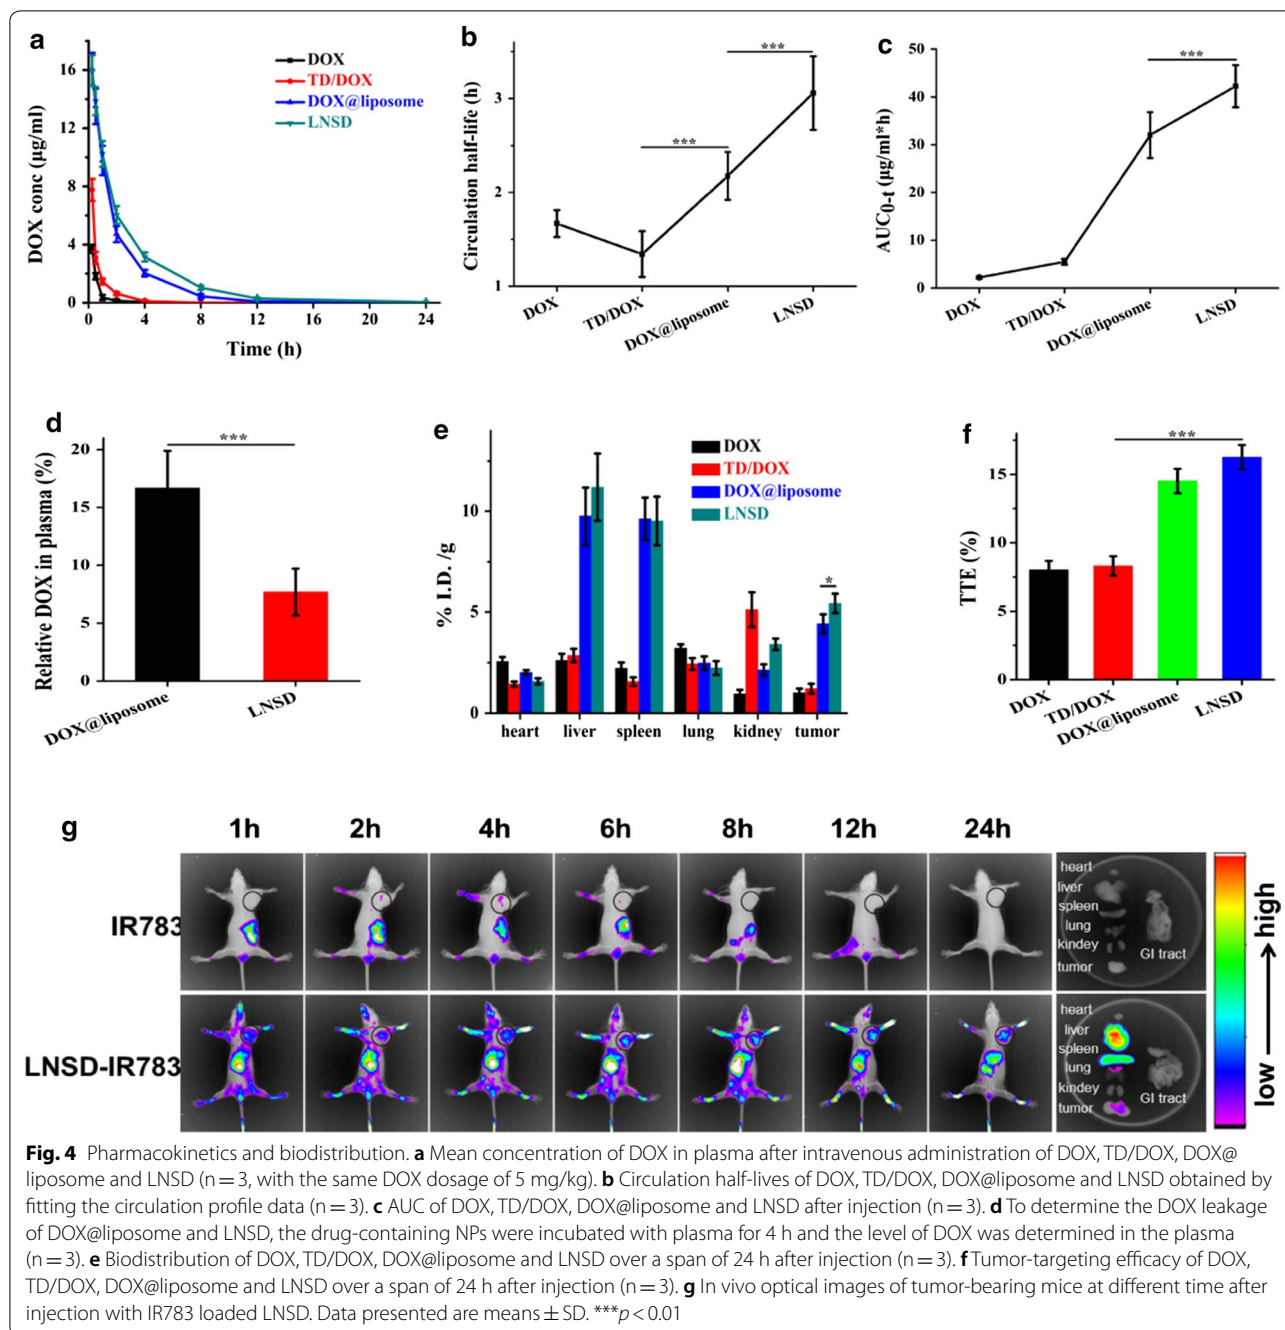 a
DOX
TD/DOX
DOX@liposome
LNSD
DOX conc (μg/ml)
16
12
8
4
0
0
4
8
12
16
20
24
Time (h)
b
***
***
Circulation half-life (h)
3
2
1
DOX
TD/DOX
DOX@liposome
LNSD
c
***
AUC0-t (μg/ml*h)
50
40
30
20
10
0
DOX
TD/DOX
DOX@liposome
LNSD
d
***
Relative DOX in plasma (%)
20
15
10
5
0
DOX@liposome
LNSD
e
DOX
TD/DOX
DOX@liposome
LNSD
% I.D. /g
10
5
0
*
heart
liver
spleen
lung
kidney
tumor
f
***
TTE (%)
15
10
5
0
DOX
TD/DOX
DOX@liposome
LNSD
g
1h 2h 4h 6h 8h 12h 24h
IR783
heart
liver
spleen
lung
kindey
tumor
GI tract
LNSD-IR783
heart
liver
spleen
lung
kindey
tumor
GI tract
low
high
Fig. 4 Pharmacokinetics and biodistribution. a Mean concentration of DOX in plasma after intravenous administration of DOX, TD/DOX, DOX@
liposome and LNSD (n = 3, with the same DOX dosage of 5 mg/kg). b Circulation half-lives of DOX, TD/DOX, DOX@liposome and LNSD obtained by
fitting the circulation profile data (n = 3). c AUC of DOX, TD/DOX, DOX@liposome and LNSD after injection (n = 3). d To determine the DOX leakage
of DOX@liposome and LNSD, the drug-containing NPs were incubated with plasma for 4 h and the level of DOX was determined in the plasma
(n = 3). e Biodistribution of DOX, TD/DOX, DOX@liposome and LNSD over a span of 24 h after injection (n = 3). f Tumor-targeting efficacy of DOX,
TD/DOX, DOX@liposome and LNSD over a span of 24 h after injection (n = 3). g In vivo optical images of tumor-bearing mice at different time after
injection with IR783 loaded LNSD. Data presented are means ± SD. ***p < 0.01